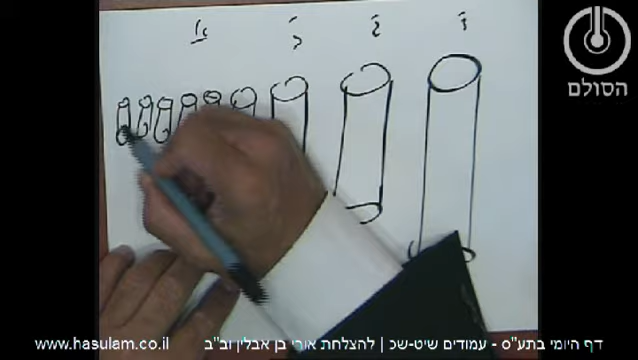 הסולם
www.hasulam.co.il דף היומי בתע"ס - עמודים שיט-שכ | להצלחת אורי בן אבלין וב"ב